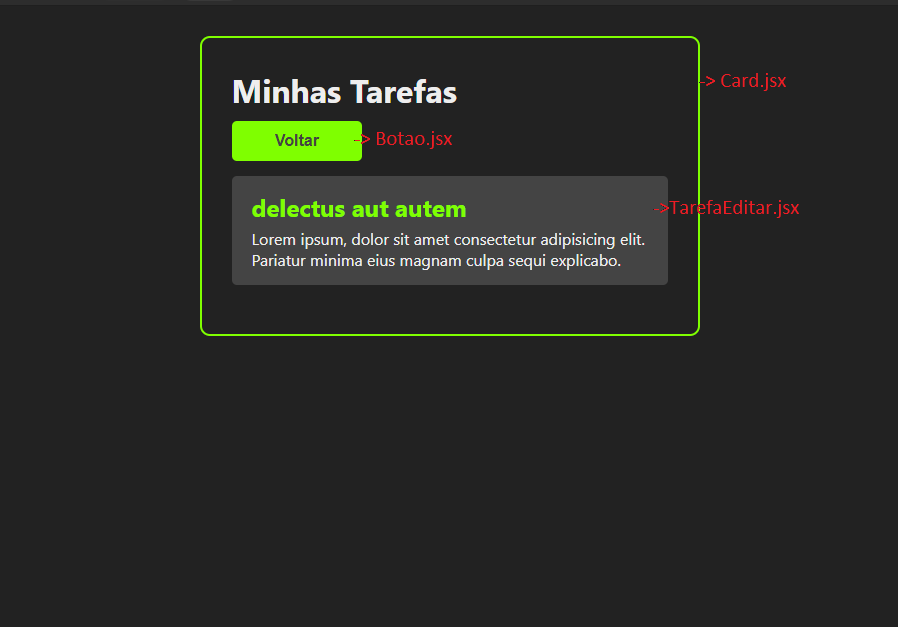 Minhas Tarefas
-> Card.jsx
Voltar
-> Botao.jsx
delectus aut autem
->TarefaEditar.jsx
Lorem ipsum, dolor sit amet consectetur adipisicing elit.
Pariatur minima eius magnam culpa sequi explicabo.